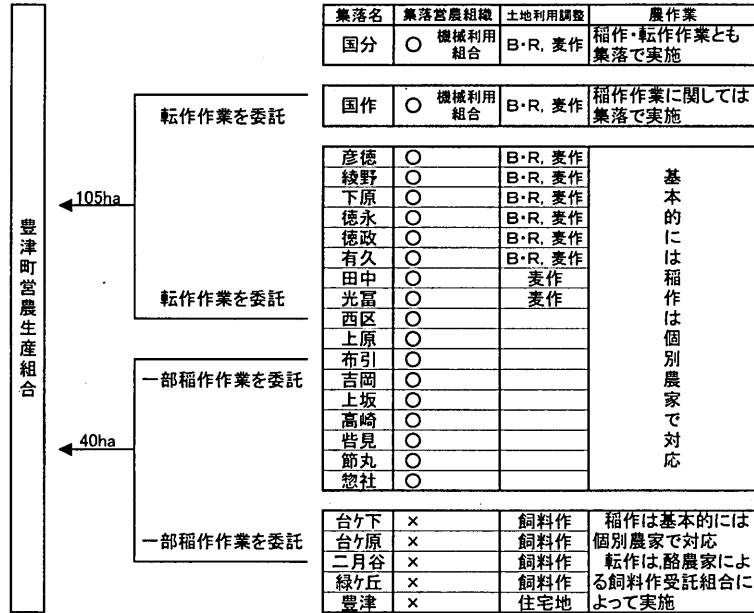 集落名 集落営農組織 土地利用調整 農作業
国分 ○ 機械利用組合 B・R, 麦作 稲作・転作作業とも集落で実施
国作 ○ 機械利用組合 B・R, 麦作 稲作作業に関しては集落で実施
彦徳 ○ B・R, 麦作
綾野 ○ B・R, 麦作
下原 ○ B・R, 麦作
徳永 ○ B・R, 麦作
徳政 ○ B・R, 麦作
有久 ○ B・R, 麦作
田中 ○ 麦作
光冨 ○ 麦作
西区 ○
上原 ○
布引 ○
吉岡 ○
上坂 ○
高崎 ○
呰見 ○
節丸 ○
惣社 ○
基本的には稲作は個別農家で対応
台ケ下 × 飼料作
台ケ原 × 飼料作
二月谷 × 飼料作
緑ケ丘 × 飼料作
豊津 × 住宅地
稲作は基本的には
個別農家で対応
転作は,酪農家によ
る飼料作受託組合に
よって実施
転作作業を委託
105ha
転作作業を委託
一部稲作作業を委託
40ha
一部稲作作業を委託
豊津町営農生産組合